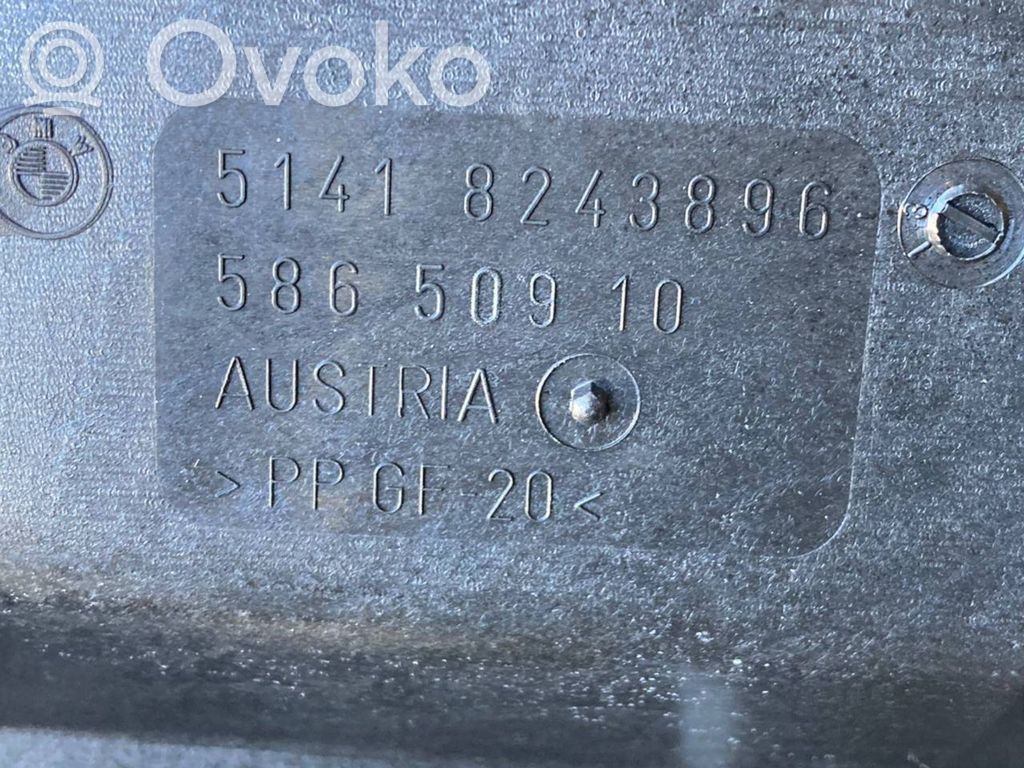 Ovoko
5141 8243896
586 509 10
AUSTRIA
>PP GF-20<